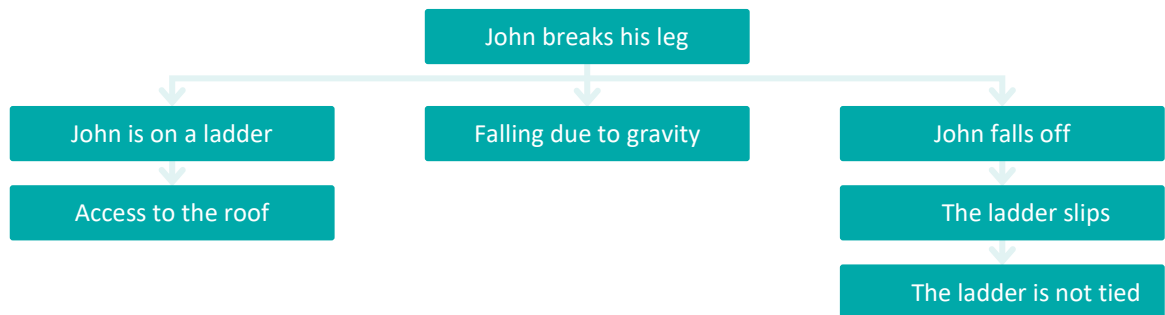 John breaks his leg
John is on a ladder
Falling due to gravity
John falls off
Access to the roof
The ladder slips
The ladder is not tied